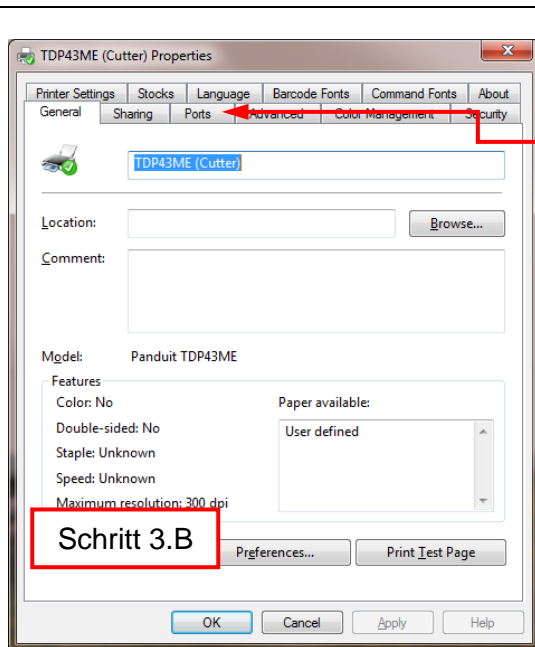 TDP43ME (Cutter) Properties
Printer Settings Stocks Language Barcode Fonts Command Fonts About
General Sharing Ports Advanced Color Management Security
TDP43ME (Cutter)
Location: Browse...
Comment:
Model: Panduit TDP43ME
Features
Color: No Paper available:
Double-sided: No User defined
Staple: Unknown
Speed: Unknown
Maximum resolution: 300 dpi
Schritt 3.B
Preferences... Print Test Page
OK Cancel Apply Help